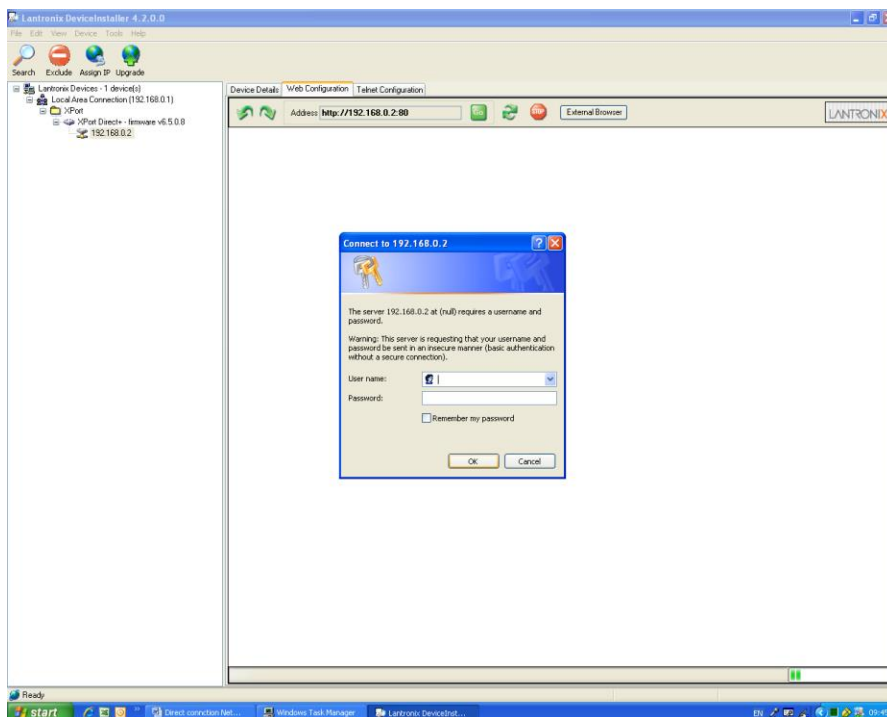 Lantronix DeviceInstaller 4.2.0.0
File Edit View Device Tools Help
Search Exclude Assign IP Upgrade
Lantronix Devices - 1 device(s)
Local Area Connection (192.168.0.1)
XPort
XPort Direct+ - firmware v6.5.0.8
192.168.0.2
Device Details Web Configuration Telnet Configuration
Address http://192.168.0.2:80 Go STOP External Browser LANTRONIX
Connect to 192.168.0.2
The server 192.168.0.2 at (null) requires a username and
password.
Warning: This server is requesting that your username and
password be sent in an insecure manner (basic authentication
without a secure connection).
User name:
Password:
Remember my password
OK Cancel
Ready
start Direct connction Net... Windows Task Manager Lantronix DeviceInst... EN 09:45